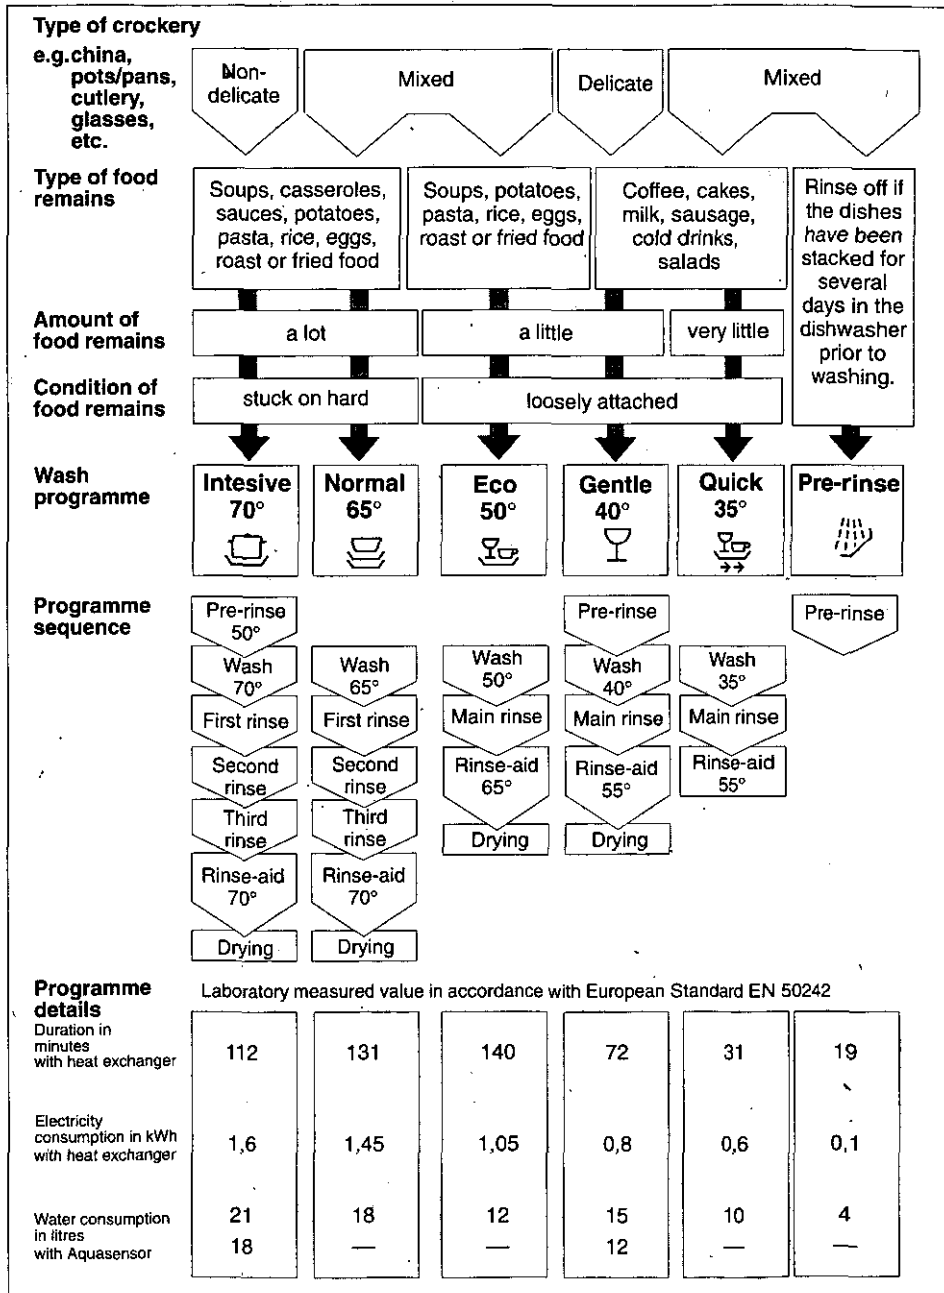 Type of crockery
e.g. china,
pots/pans,
cutlery,
glasses,
etc.
Non-
delicate
Mixed
Delicate
Mixed
Type of food
remains
Soups, casseroles,
sauces, potatoes,
pasta, rice, eggs,
roast or fried food
Soups, potatoes,
pasta, rice, eggs,
roast or fried food
Coffee, cakes,
milk, sausage,
cold drinks,
salads
Rinse off if
the dishes
have been
stacked for
several
days in the
dishwasher
prior to
washing.
Amount of
food remains
a lot
a little
very little
Condition of
food remains
stuck on hard
loosely attached
Wash
programme
Intesive
70°
Normal
65°
Eco
50°
Gentle
40°
Quick
35°
Pre-rinse
Programme
sequence
Pre-rinse
50°
Wash
70°
First rinse
Second
rinse
Third
rinse
Rinse-aid
70°
Drying
Wash
65°
First rinse
Second
rinse
Third
rinse
Rinse-aid
70°
Drying
Wash
50°
Main rinse
Rinse-aid
65°
Drying
Pre-rinse
Wash
40°
Main rinse
Rinse-aid
55°
Drying
Wash
35°
Main rinse
Rinse-aid
55°
Pre-rinse
Programme
details
Laboratory measured value in accordance with European Standard EN 50242
Duration in
minutes
with heat exchanger
112 131 140 72 31 19
Electricity
consumption in kWh
with heat exchanger
1,6 1,45 1,05 0,8 0,6 0,1
Water consumption
in litres
with Aquasensor
21 18 12 15 10 4
18 — — 12 — —